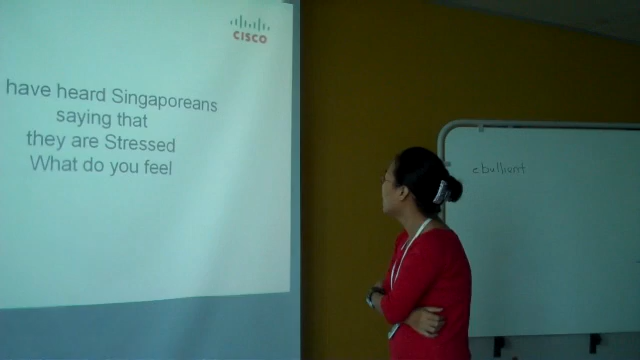 CISCO
have heard Singaporeans
saying that
they are Stressed
What do you feel
ebullient